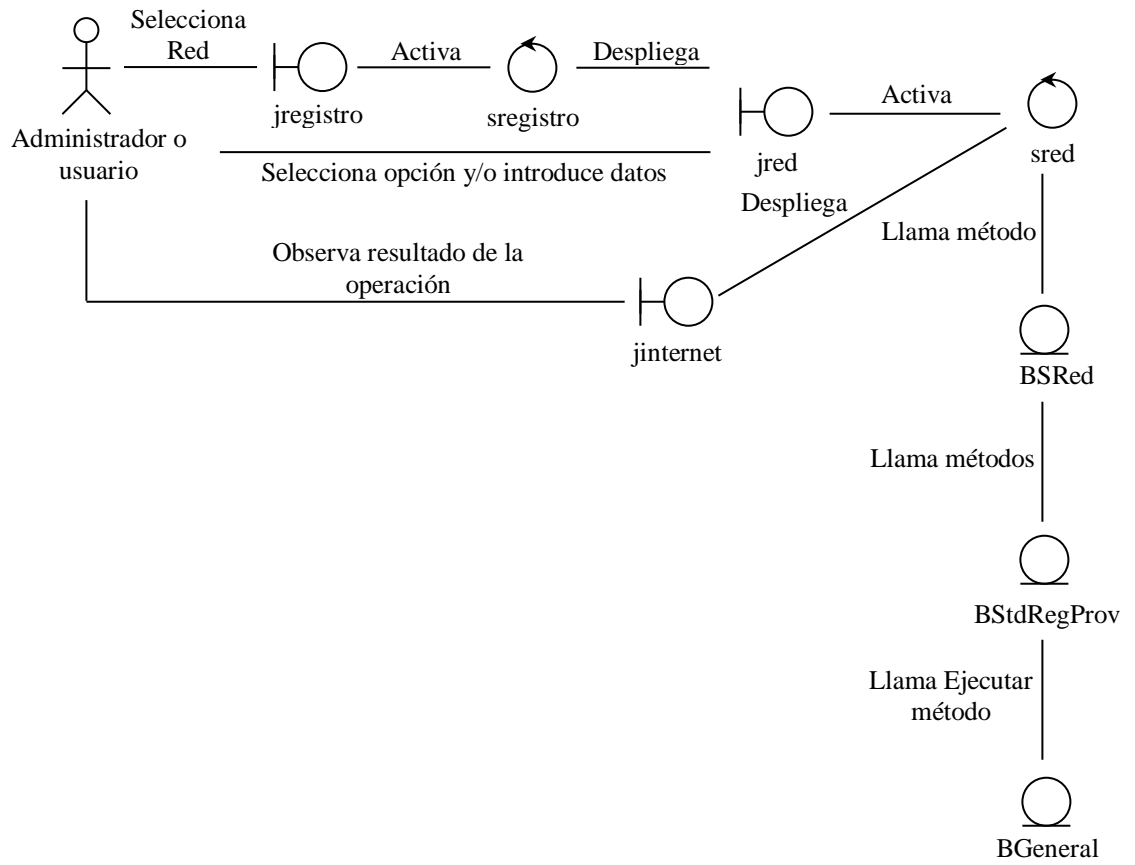 Selecciona
Red
Activa
Despliega
jregistro
sregistro
Activa
Administrador o
usuario
jred
sred
Selecciona opción y/o introduce datos
Despliega
Llama método
Observa resultado de la
operación
jinternet
BSRed
Llama métodos
BStdRegProv
Llama Ejecutar
método
BGeneral